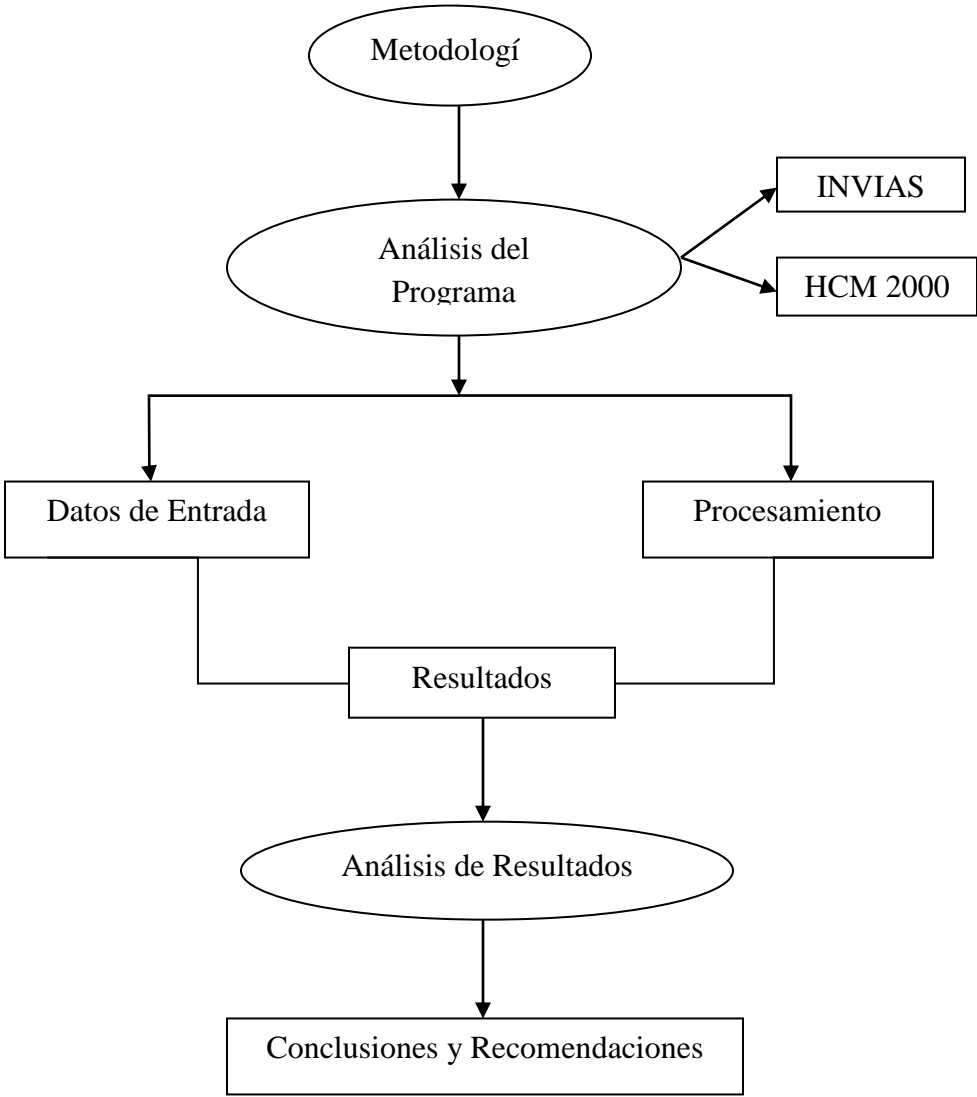 Metodologí
INVIAS
Análisis del
Programa
HCM 2000
Datos de Entrada
Procesamiento
Resultados
Análisis de Resultados
Conclusiones y Recomendaciones